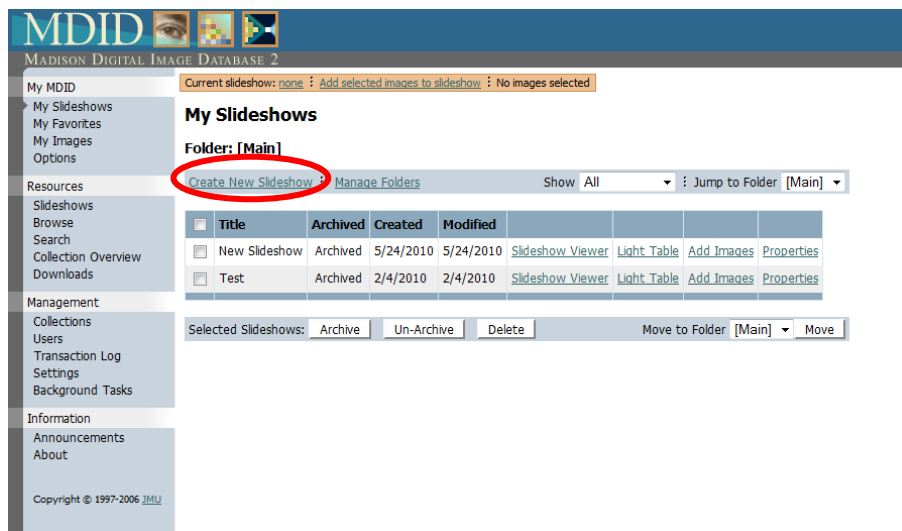 MDID
MADISON DIGITAL IMAGE DATABASE 2
My MDID
My Slideshows
My Favorites
My Images
Options
Resources
Slideshows
Browse
Search
Collection Overview
Downloads
Management
Collections
Users
Transaction Log
Settings
Background Tasks
Information
Announcements
About
Copyright © 1997-2006 JMU
Current slideshow: none ⋮ Add selected images to slideshow ⋮ No images selected
My Slideshows
Folder: [Main]
Create New Slideshow ⋮ Manage Folders Show All ⋮ Jump to Folder [Main]
Title Archived Created Modified
New Slideshow Archived 5/24/2010 5/24/2010 Slideshow Viewer Light Table Add Images Properties
Test Archived 2/4/2010 2/4/2010 Slideshow Viewer Light Table Add Images Properties
Selected Slideshows: Archive Un-Archive Delete Move to Folder [Main] Move